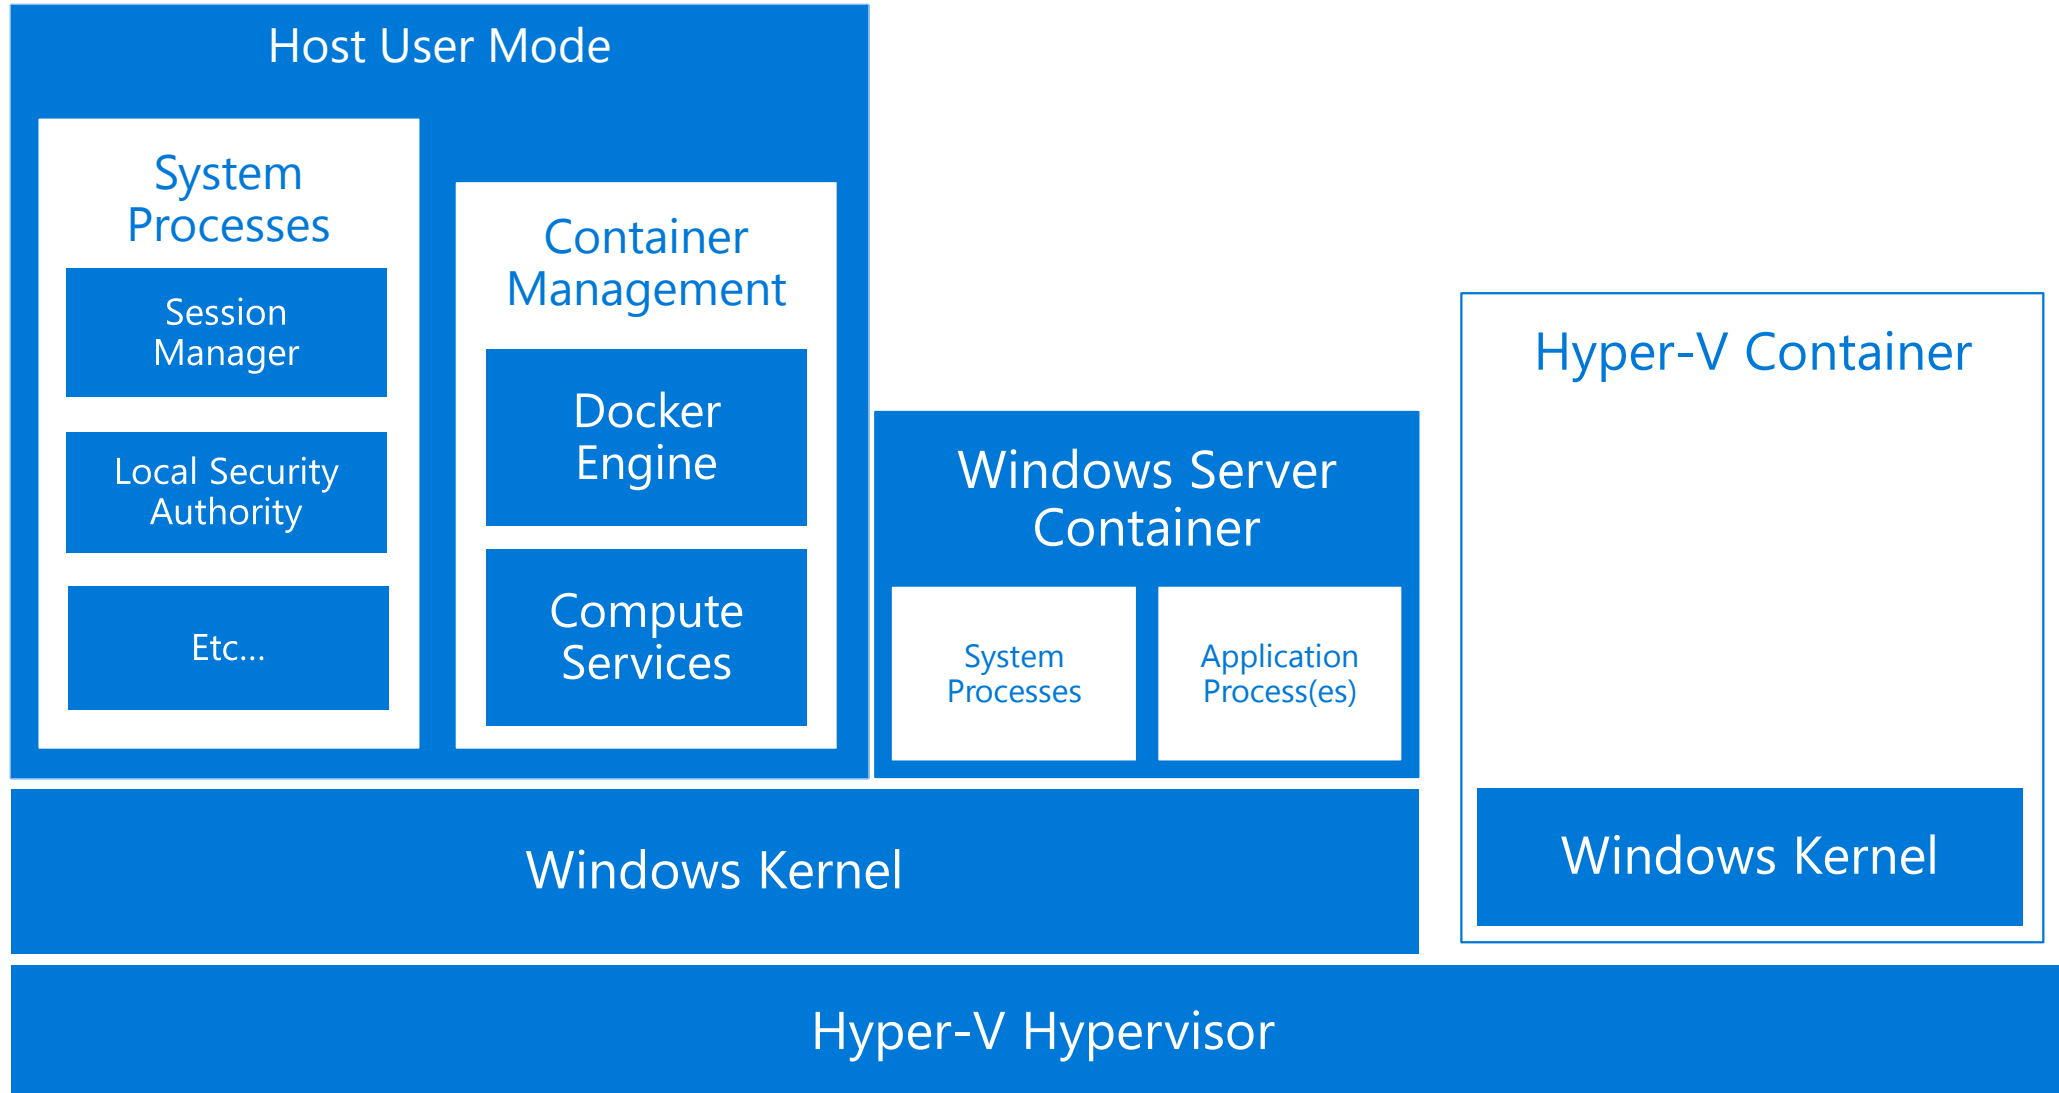 Host User Mode
System
Processes
Session
Manager
Local Security
Authority
Etc...
Container
Management
Docker
Engine
Compute
Services
Windows Server
Container
System
Processes
Application
Process(es)
Hyper-V Container
Windows Kernel
Windows Kernel
Hyper-V Hypervisor